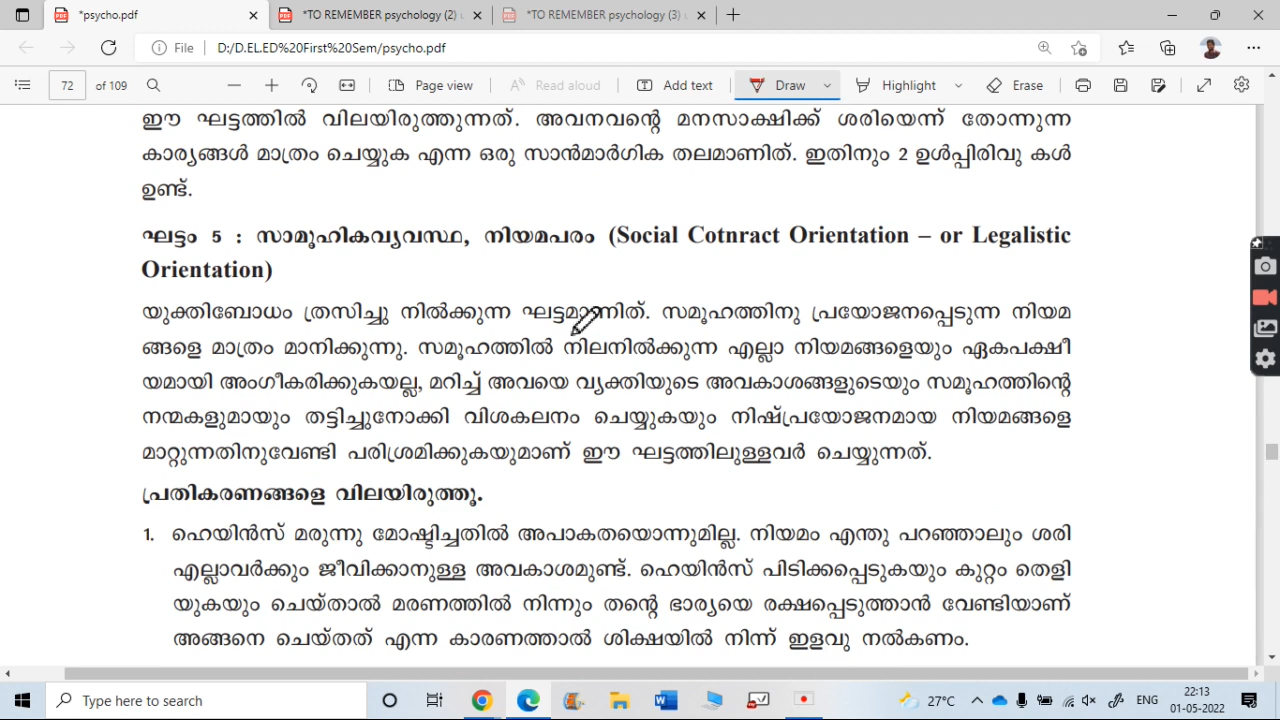 *psycho.pdf
*TO REMEMBER psychology (2)
*TO REMEMBER psychology (3)
File D:/D.EL.ED%20First%20Sem/psycho.pdf
72 of 109 Page view Read aloud Add text Draw Highlight Erase
ഈ ഘട്ടത്തിൽ വിലയിരുത്തുന്നത്. അവനവന്റെ മനസാക്ഷിക്ക് ശരിയെന്ന് തോന്നുന്ന
കാര്യങ്ങൾ മാത്രം ചെയ്യുക എന്ന ഒരു സാൻമാർഗിക തലമാണിത്. ഇതിനും 2 ഉൾപ്പിരിവു കൾ
ഉണ്ട്.
ഘട്ടം 5 : സാമൂഹികവ്യവസ്ഥ, നിയമപരം (Social Cotnract Orientation – or Legalistic
Orientation)
യുക്തിബോധം ത്രസിച്ചു നിൽക്കുന്ന ഘട്ടമാണിത്. സമൂഹത്തിനു പ്രയോജനപ്പെടുന്ന നിയമ
ങ്ങളെ മാത്രം മാനിക്കുന്നു. സമൂഹത്തിൽ നിലനിൽക്കുന്ന എല്ലാ നിയമങ്ങളെയും ഏകപക്ഷീ
യമായി അംഗീകരിക്കുകയല്ല, മറിച്ച് അവയെ വ്യക്തിയുടെ അവകാശങ്ങളുടെയും സമൂഹത്തിന്റെ
നന്മകളുമായും തട്ടിച്ചുനോക്കി വിശകലനം ചെയ്യുകയും നിഷ്പ്രയോജനമായ നിയമങ്ങളെ
മാറ്റുന്നതിനുവേണ്ടി പരിശ്രമിക്കുകയുമാണ് ഈ ഘട്ടത്തിലുള്ളവർ ചെയ്യുന്നത്.
പ്രതികരണങ്ങളെ വിലയിരുത്തൂ.
1. ഹെയിൻസ് മരുന്നു മോഷ്ടിച്ചതിൽ അപാകതയൊന്നുമില്ല. നിയമം എന്തു പറഞ്ഞാലും ശരി
എല്ലാവർക്കും ജീവിക്കാനുള്ള അവകാശമുണ്ട്. ഹെയിൻസ് പിടിക്കപ്പെടുകയും കുറ്റം തെളി
യുകയും ചെയ്താൽ മരണത്തിൽ നിന്നും തന്റെ ഭാര്യയെ രക്ഷപ്പെടുത്താൻ വേണ്ടിയാണ്
അങ്ങനെ ചെയ്തത് എന്ന കാരണത്താൽ ശിക്ഷയിൽ നിന്ന് ഇളവു നൽകണം.
Type here to search
27°C ENG 22:13
01-05-2022